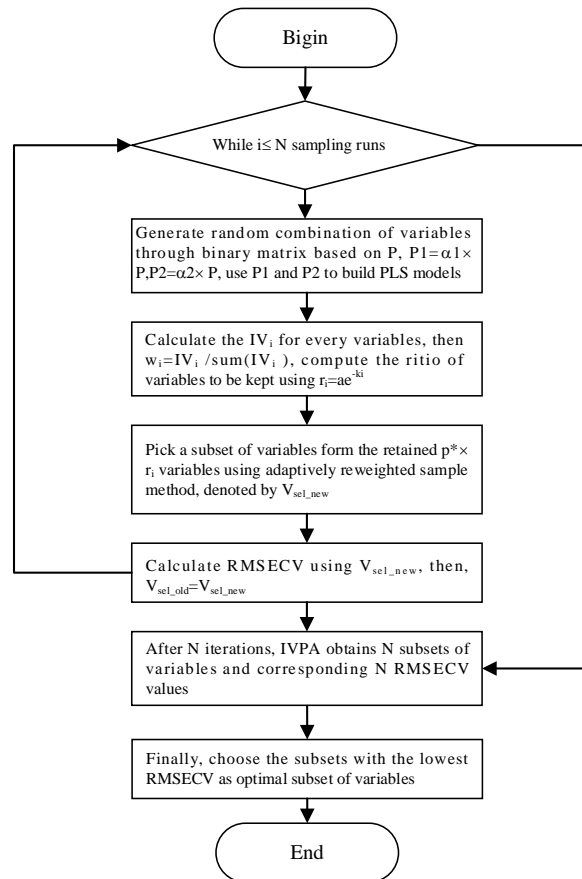 Bigin
While i≤ N sampling runs
Generate random combination of variables
through binary matrix based on P, P1=α1×
P,P2=α2× P, use P1 and P2 to build PLS models
Calculate the IVi for every variables, then
wi=IVi /sum(IVi ), compute the ritio of
variables to be kept using ri=ae-ki
Pick a subset of variables form the retained p*×
ri variables using adaptively reweighted sample
method, denoted by Vsel_new
Calculate RMSECV using Vsel_new, then,
Vsel_old=Vsel_new
After N iterations, IVPA obtains N subsets of
variables and corresponding N RMSECV
values
Finally, choose the subsets with the lowest
RMSECV as optimal subset of variables
End